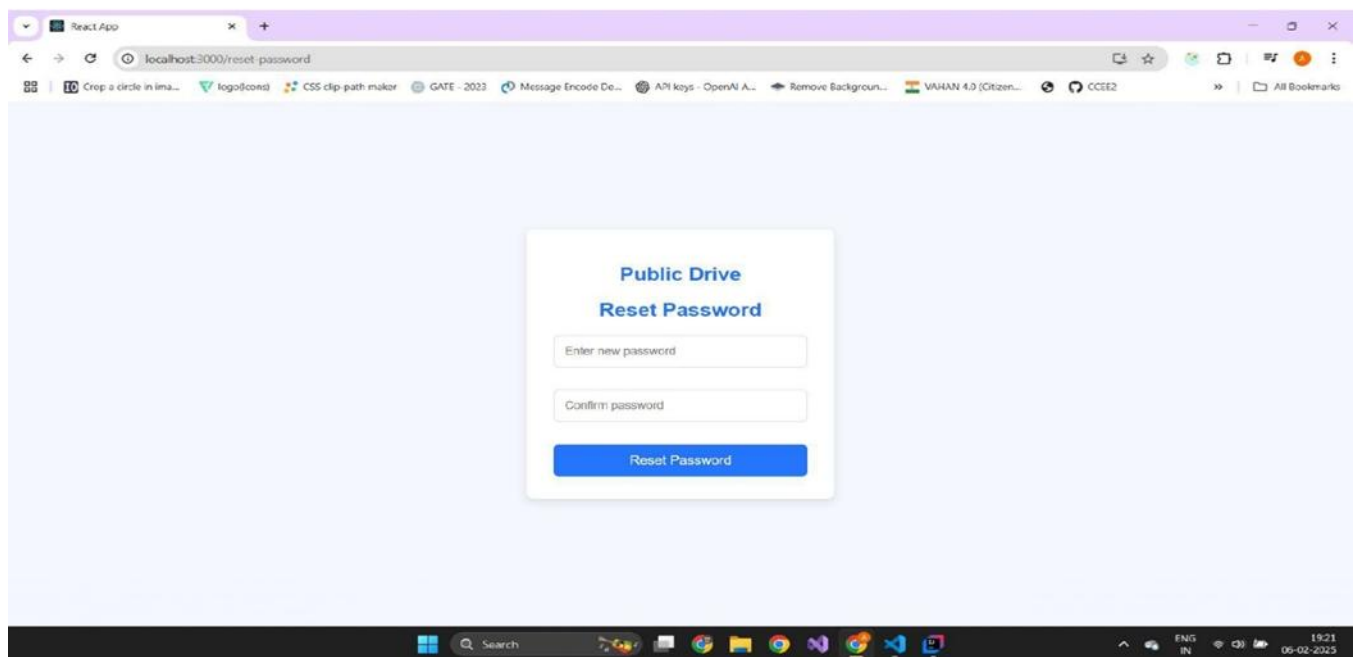 React App
localhost:3000/reset-password
Crop a circle in ima... logo(Icons) CSS clip-path maker GATE - 2023 Message Encode De... API keys - OpenAI A... Remove Backgroun... VAHAN 4.0 (Citizen... CCEE2 All Bookmarks
Public Drive
Reset Password
Enter new password
Confirm password
Reset Password
Search
ENG
IN
19:21
06-02-2025